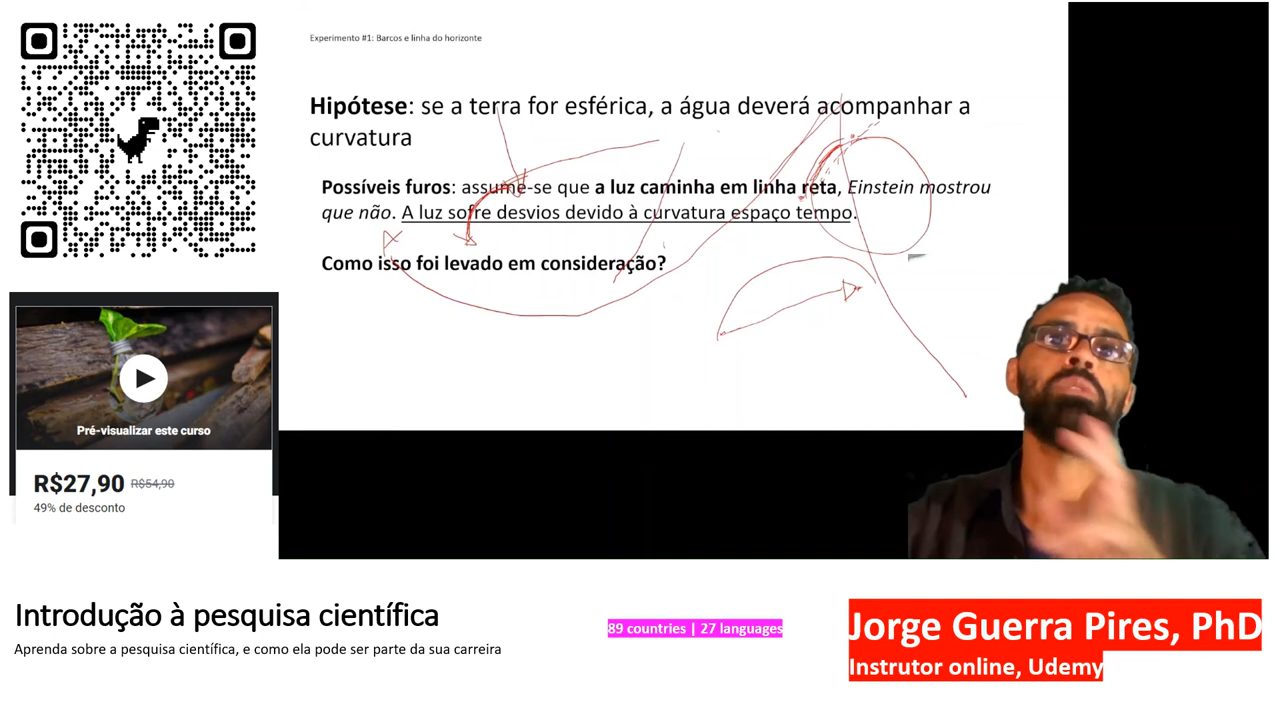 Experimento #1: Barcos e linha do horizonte
Hipótese: se a terra for esférica, a água deverá acompanhar a
curvatura
Possíveis furos: assume-se que a luz caminha em linha reta, Einstein mostrou
que não. A luz sofre desvios devido à curvatura espaço tempo.
Como isso foi levado em consideração?
Pré-visualizar este curso
R$27,90 R$54,90
49% de desconto
Introdução à pesquisa científica
Aprenda sobre a pesquisa científica, e como ela pode ser parte da sua carreira
89 countries | 27 languages
Jorge Guerra Pires, PhD
Instrutor online, Udemy